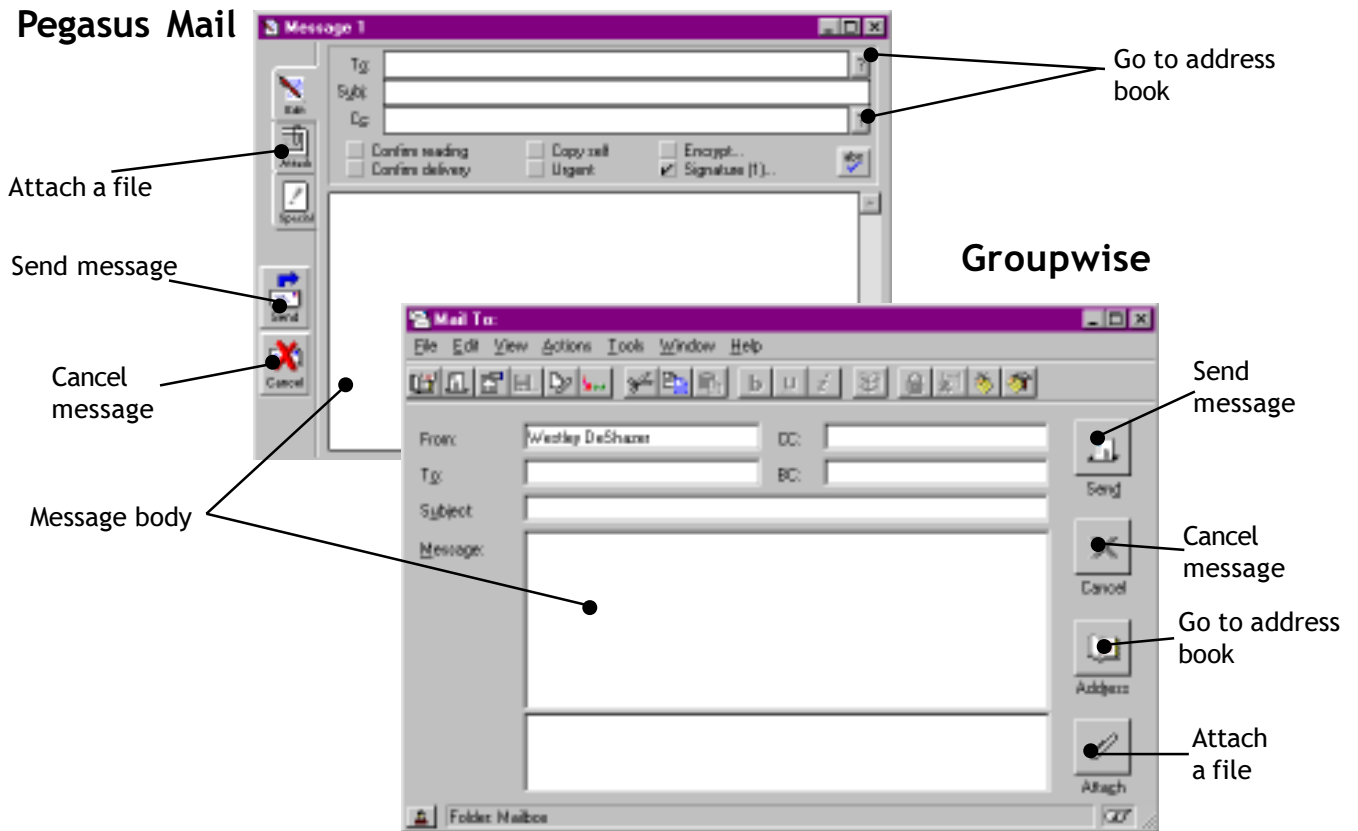 Pegasus Mail
Message 1
To:
Subj:
Cc:
Edit
Attach
Special
Send
Cancel
Confirm reading
Copy self
Encrypt...
Confirm delivery
Urgent
Signature (1)...
abc
Go to address
book
Attach a file
Send message
Cancel
message
Message body
Groupwise
Mail To:
File Edit View Actions Tools Window Help
From:
Westley DeShazer
CC:
To:
BC:
Subject:
Message:
Send
Cancel
Address
Attach
Folder: Mailbox
Send
message
Cancel
message
Go to address
book
Attach
a file